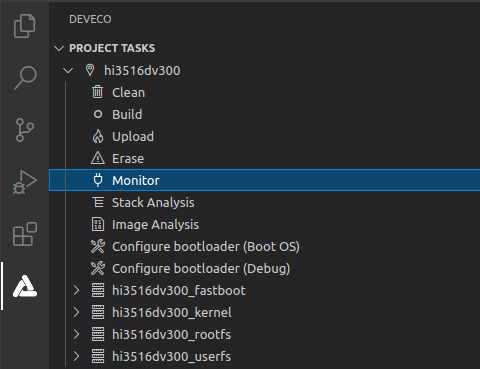 DEVECO
PROJECT TASKS
hi3516dv300
Clean
Build
Upload
Erase
Monitor
Stack Analysis
Image Analysis
Configure bootloader (Boot OS)
Configure bootloader (Debug)
hi3516dv300_fastboot
hi3516dv300_kernel
hi3516dv300_rootfs
hi3516dv300_userfs